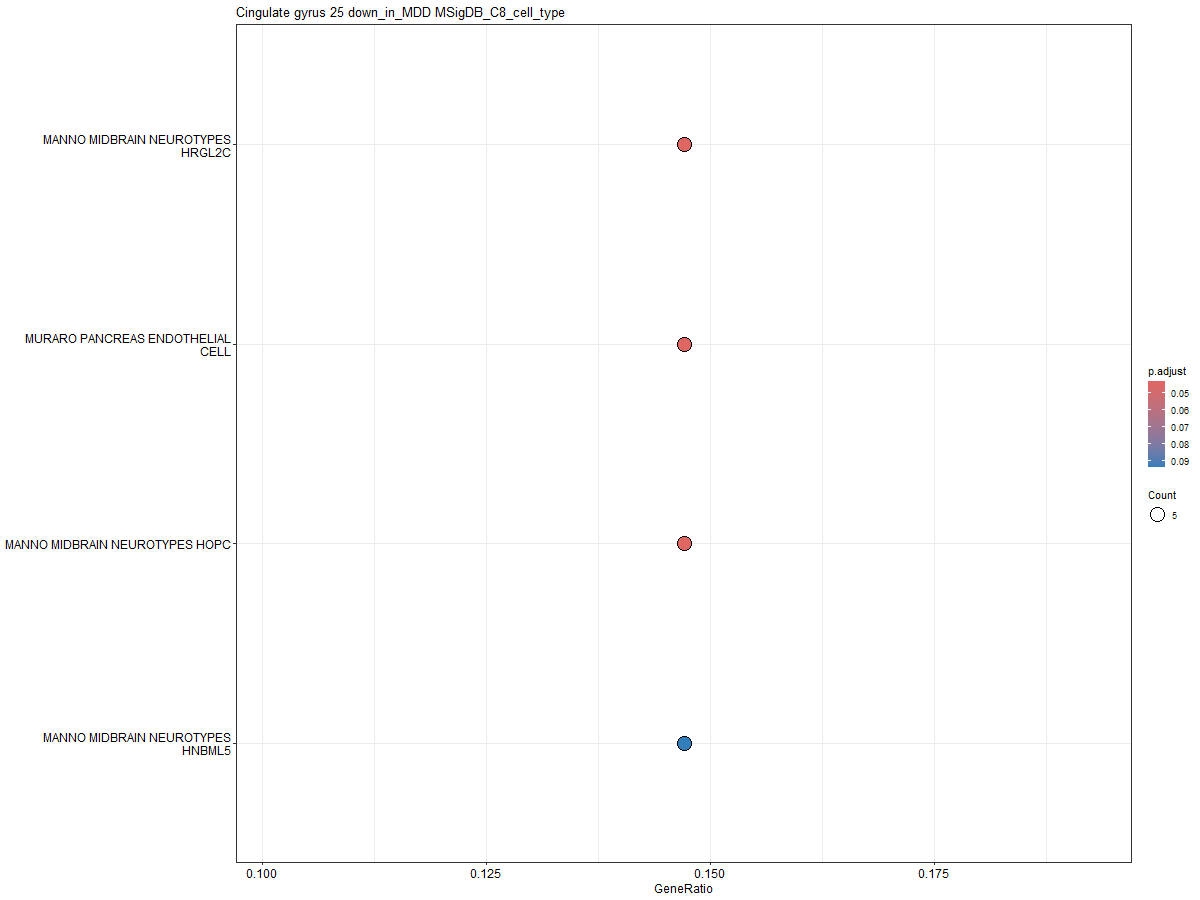 Cingulate gyrus 25 down_in_MDD MSigDB_C8_cell_type
MANNO MIDBRAIN NEUROTYPES
HRGL2C
MURARO PANCREAS ENDOTHELIAL
CELL
MANNO MIDBRAIN NEUROTYPES HOPC
MANNO MIDBRAIN NEUROTYPES
HNBML5
0.100
0.125
0.150
0.175
GeneRatio
p.adjust
0.05
0.06
0.07
0.08
0.09
Count
5